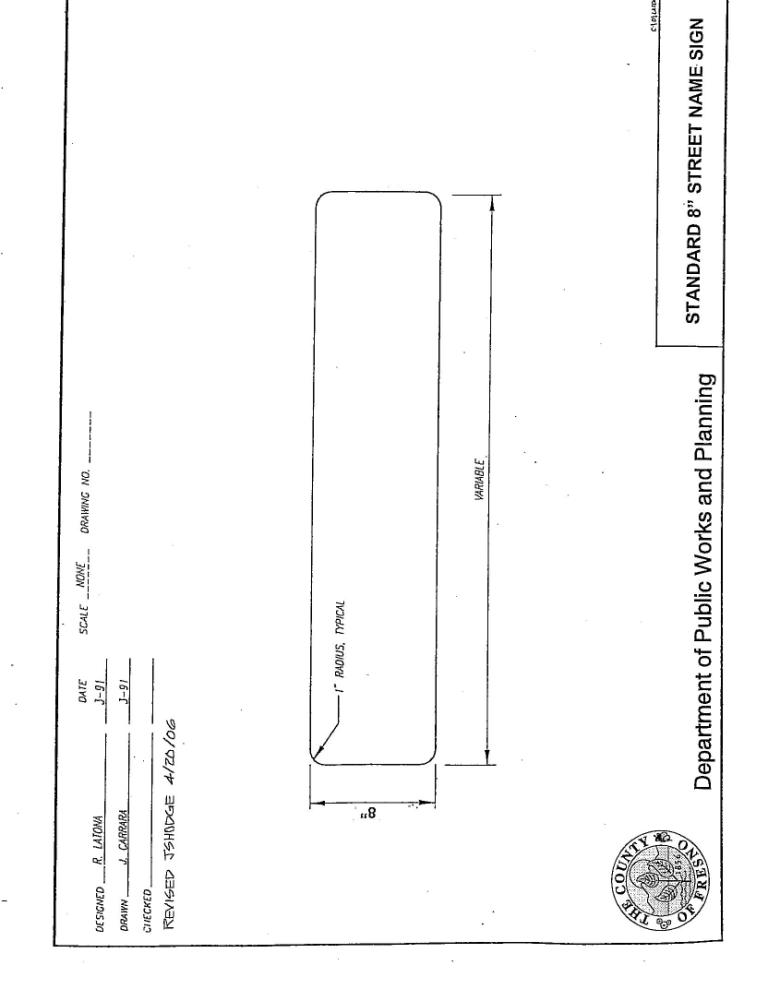 DATE SCALE NONE DRAWING NO.
DESIGNED R. LATONA J-91
DRAWN J. CARRARA J-91
CHECKED
REVISED JSHODGE 4/20/06
8"
1" RADIUS, TYPICAL
VARIABLE
THE COUNTY OF FRESNO
1856
Department of Public Works and Planning
STANDARD 8" STREET NAME SIGN